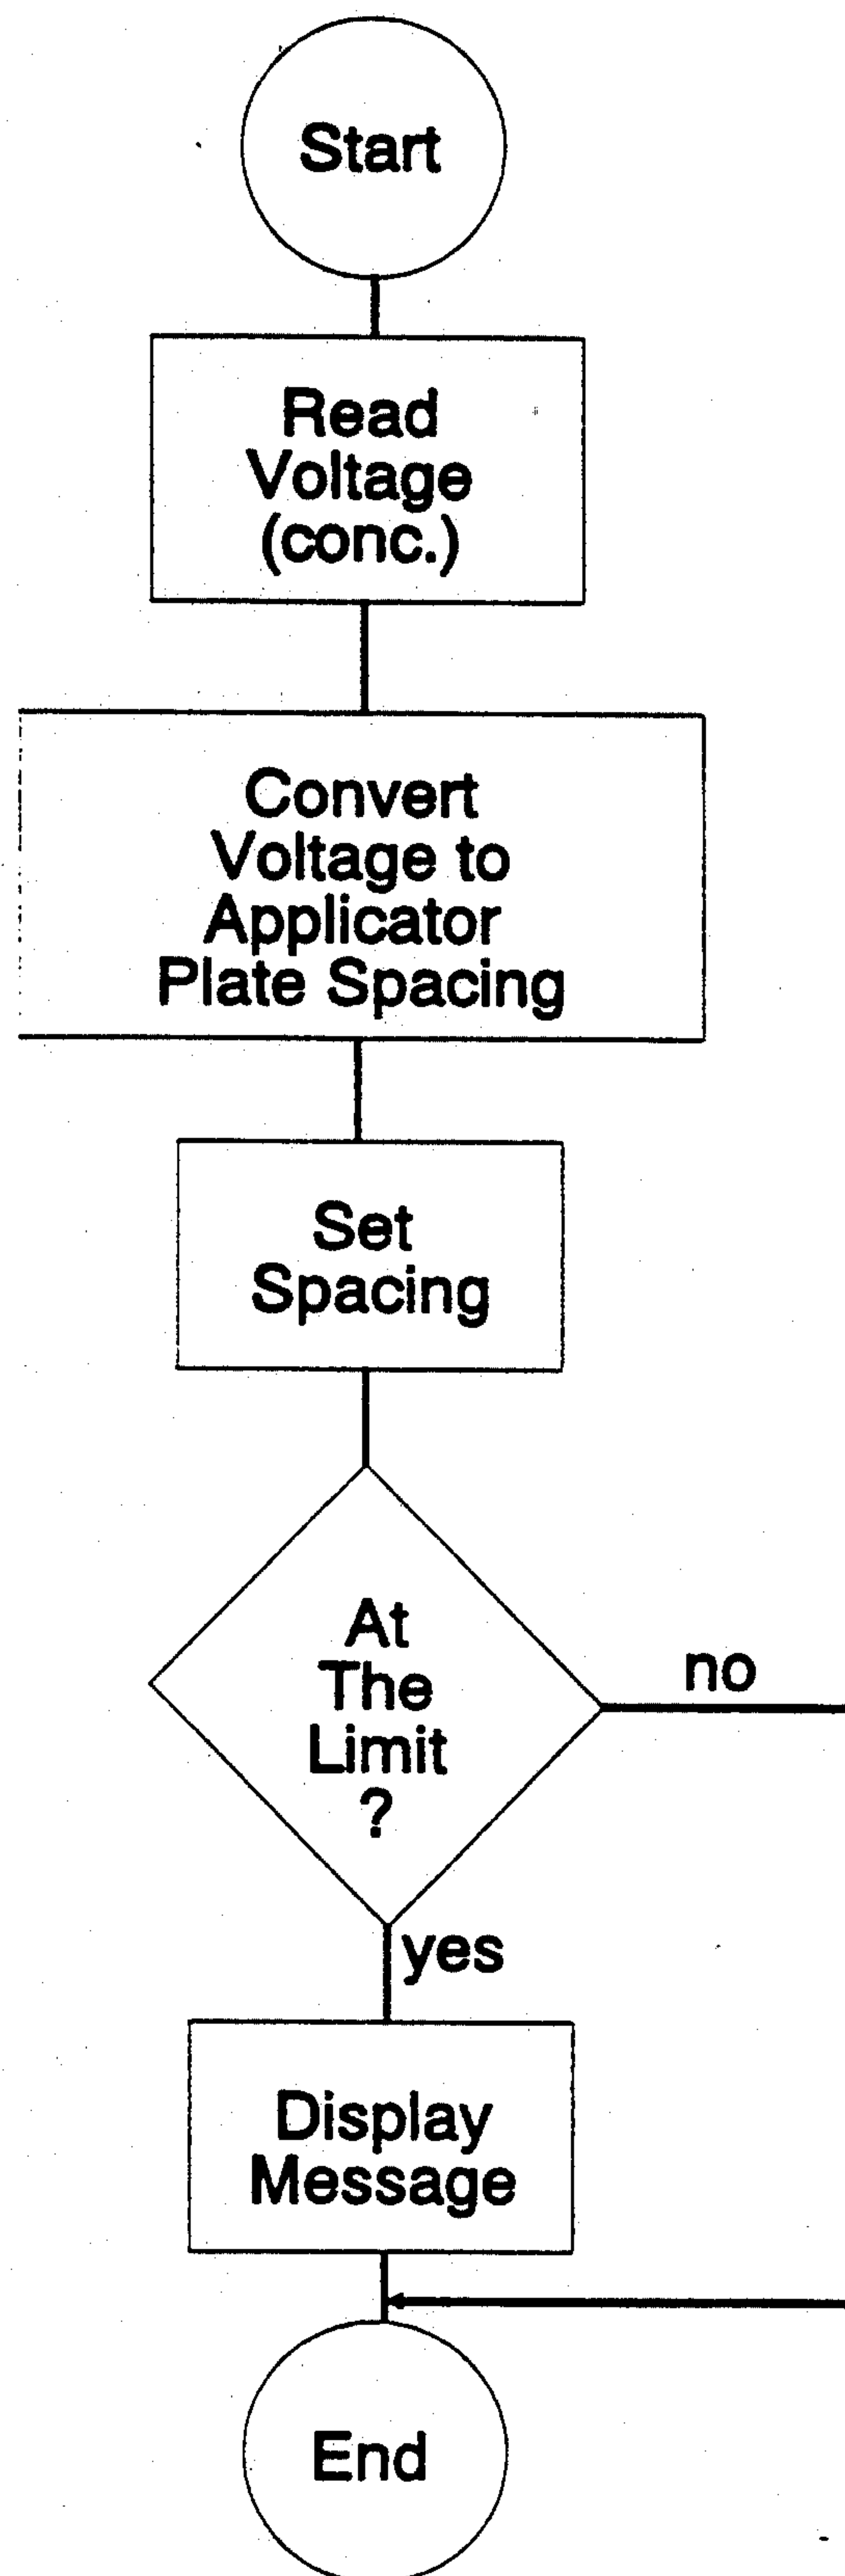 Start
Read
Voltage
(conc.)
Convert
Voltage to
Applicator
Plate Spacing
Set
Spacing
At
The
Limit
?
no
yes
Display
Message
End